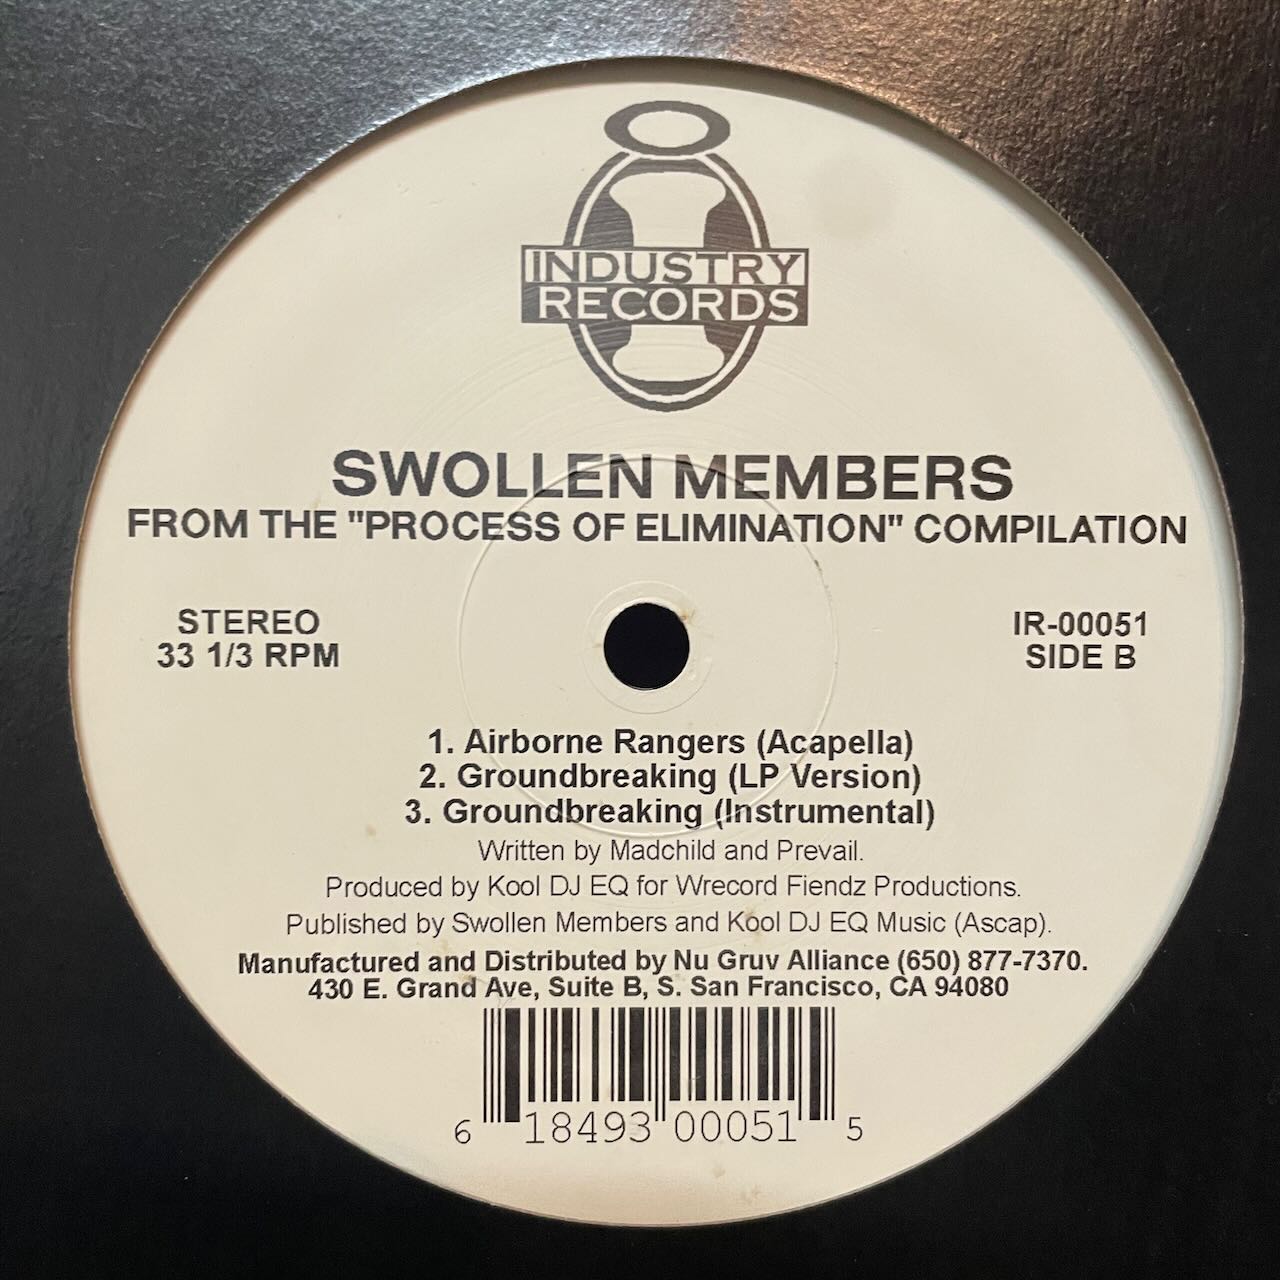 INDUSTRY
RECORDS
SWOLLEN MEMBERS
FROM THE "PROCESS OF ELIMINATION" COMPILATION
STEREO
33 1/3 RPM
IR-00051
SIDE B
1. Airborne Rangers (Acapella)
2. Groundbreaking (LP Version)
3. Groundbreaking (Instrumental)
Written by Madchild and Prevail.
Produced by Kool DJ EQ for Wrecord Fiendz Productions.
Published by Swollen Members and Kool DJ EQ Music (Ascap).
Manufactured and Distributed by Nu Gruv Alliance (650) 877-7370.
430 E. Grand Ave, Suite B, S. San Francisco, CA 94080
6 18493 00051 5